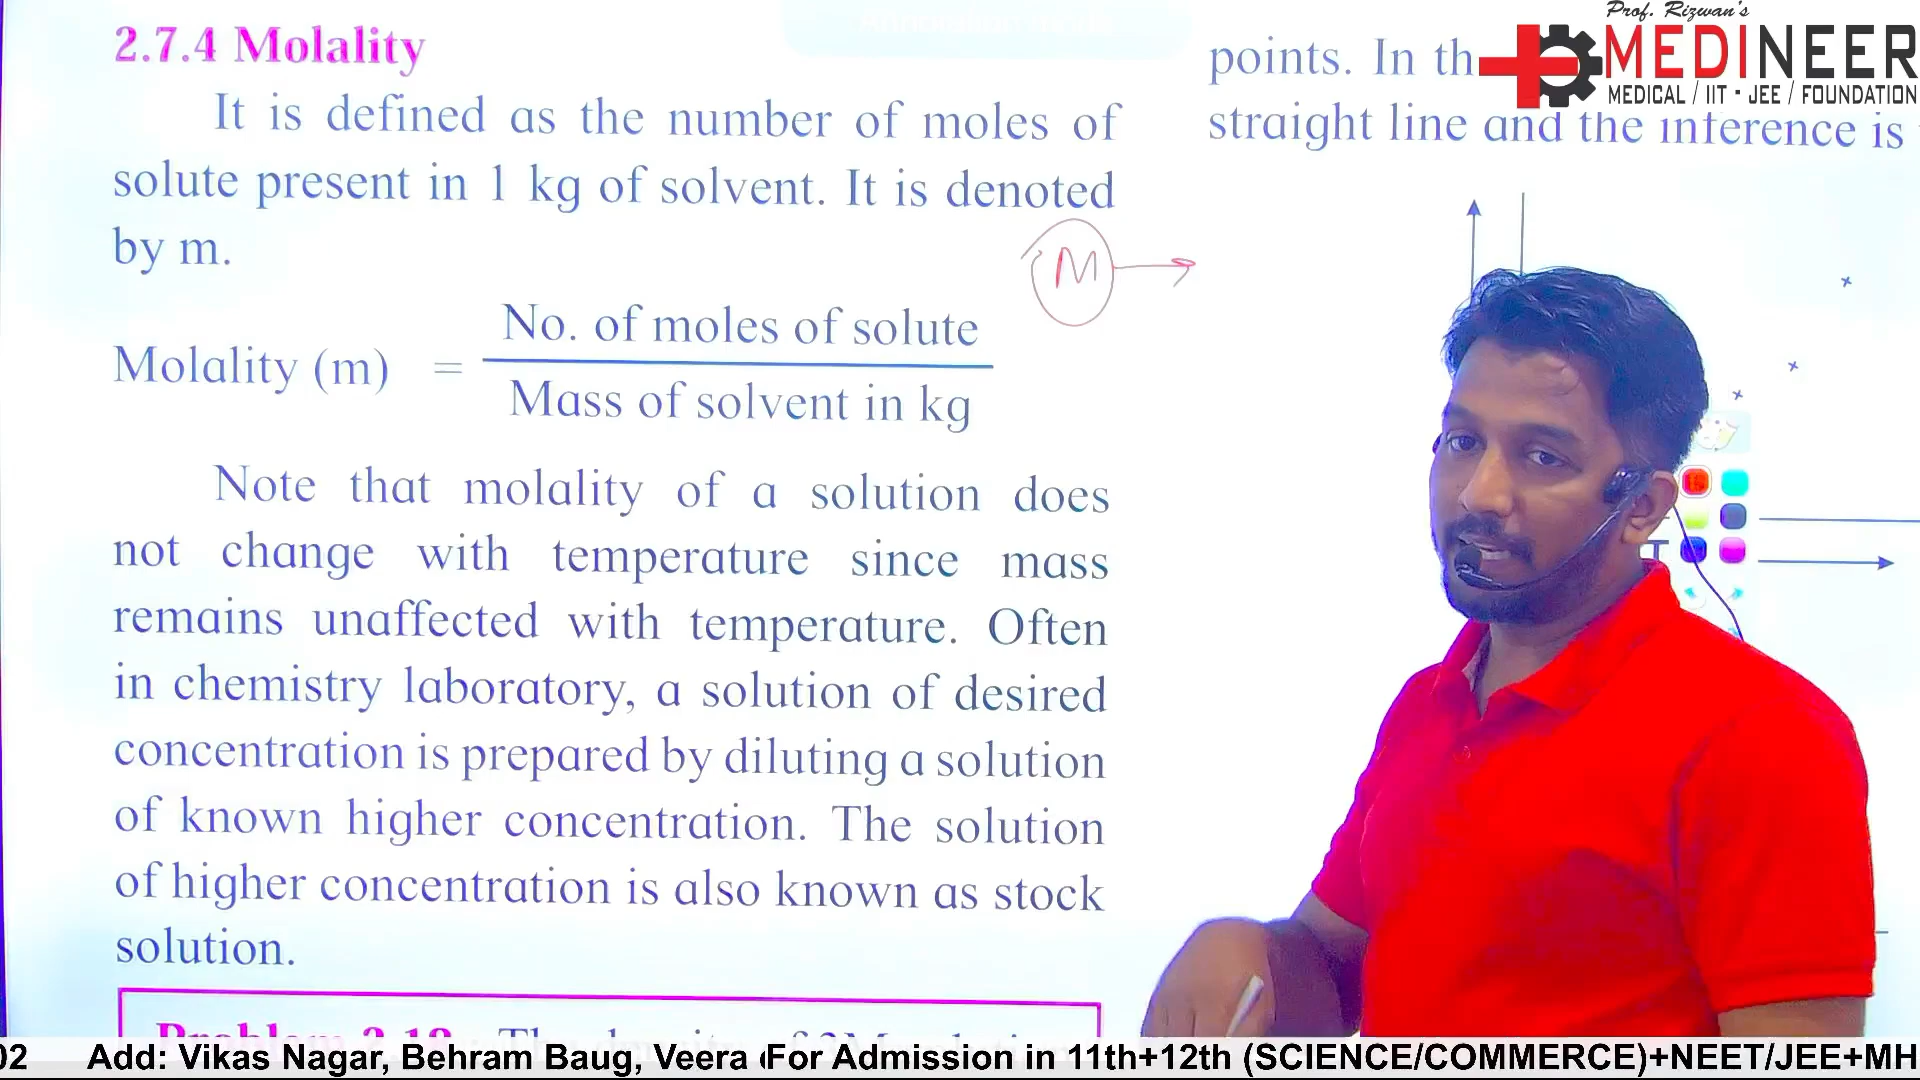 2.7.4 Molality
It is defined as the number of moles of
solute present in 1 kg of solvent. It is denoted
by m.
M
Molality (m) = No. of moles of solute
Mass of solvent in kg
Note that molality of a solution does
not change with temperature since mass
remains unaffected with temperature. Often
in chemistry laboratory, a solution of desired
concentration is prepared by diluting a solution
of known higher concentration. The solution
of higher concentration is also known as stock
solution.
Problem 2.18
points. In th
straight line and the inference is
Prof. Rizwan's
MEDINEER
MEDICAL / IIT - JEE / FOUNDATION
02 Add: Vikas Nagar, Behram Baug, Veera
For Admission in 11th+12th (SCIENCE/COMMERCE)+NEET/JEE+MH